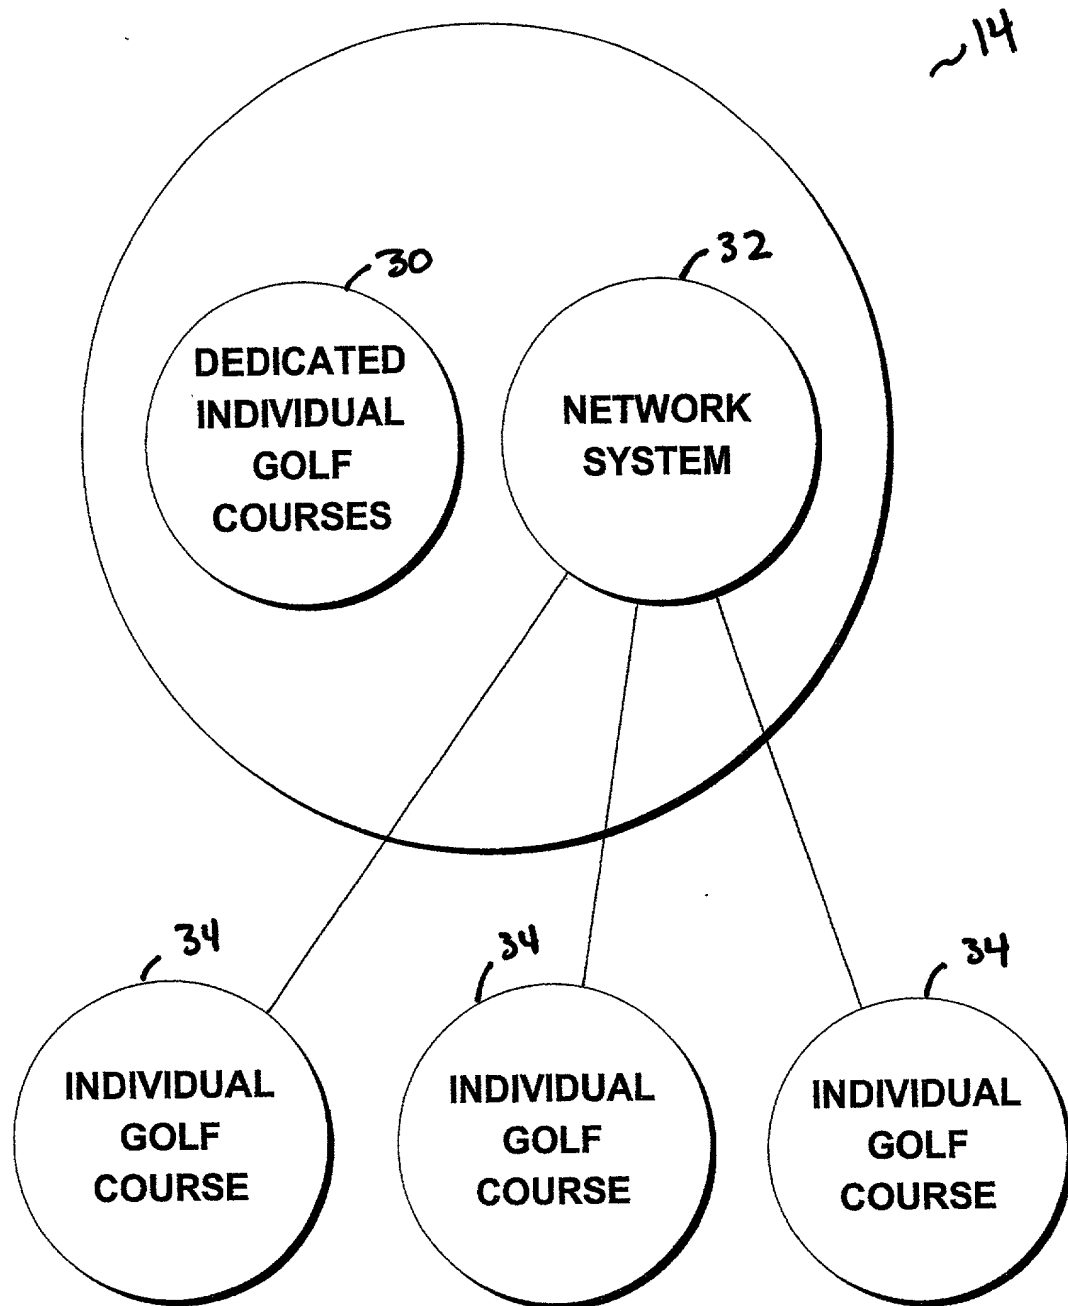 14
30
32
DEDICATED
INDIVIDUAL
GOLF
COURSES
NETWORK
SYSTEM
34
34
34
INDIVIDUAL
GOLF
COURSE
INDIVIDUAL
GOLF
COURSE
INDIVIDUAL
GOLF
COURSE